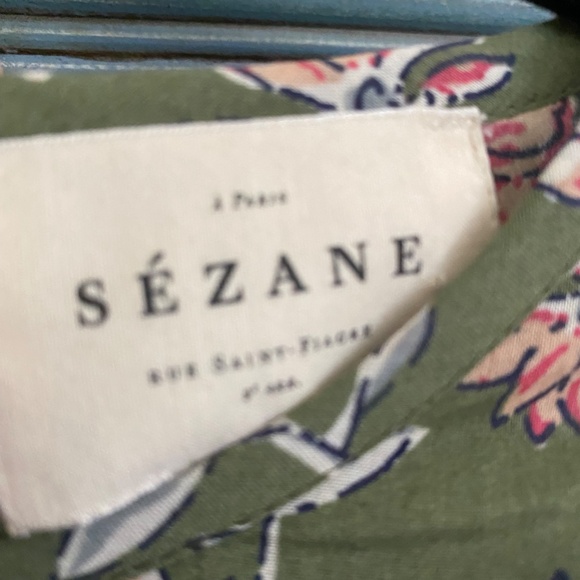 à Paris
SÉZANE
RUE SAINT-FIACRE